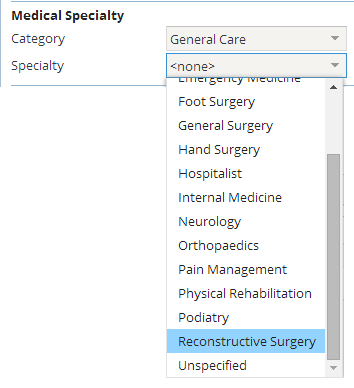 Medical Specialty
Category General Care
Specialty <none>
Emergency Medicine
Foot Surgery
General Surgery
Hand Surgery
Hospitalist
Internal Medicine
Neurology
Orthopaedics
Pain Management
Physical Rehabilitation
Podiatry
Reconstructive Surgery
Unspecified